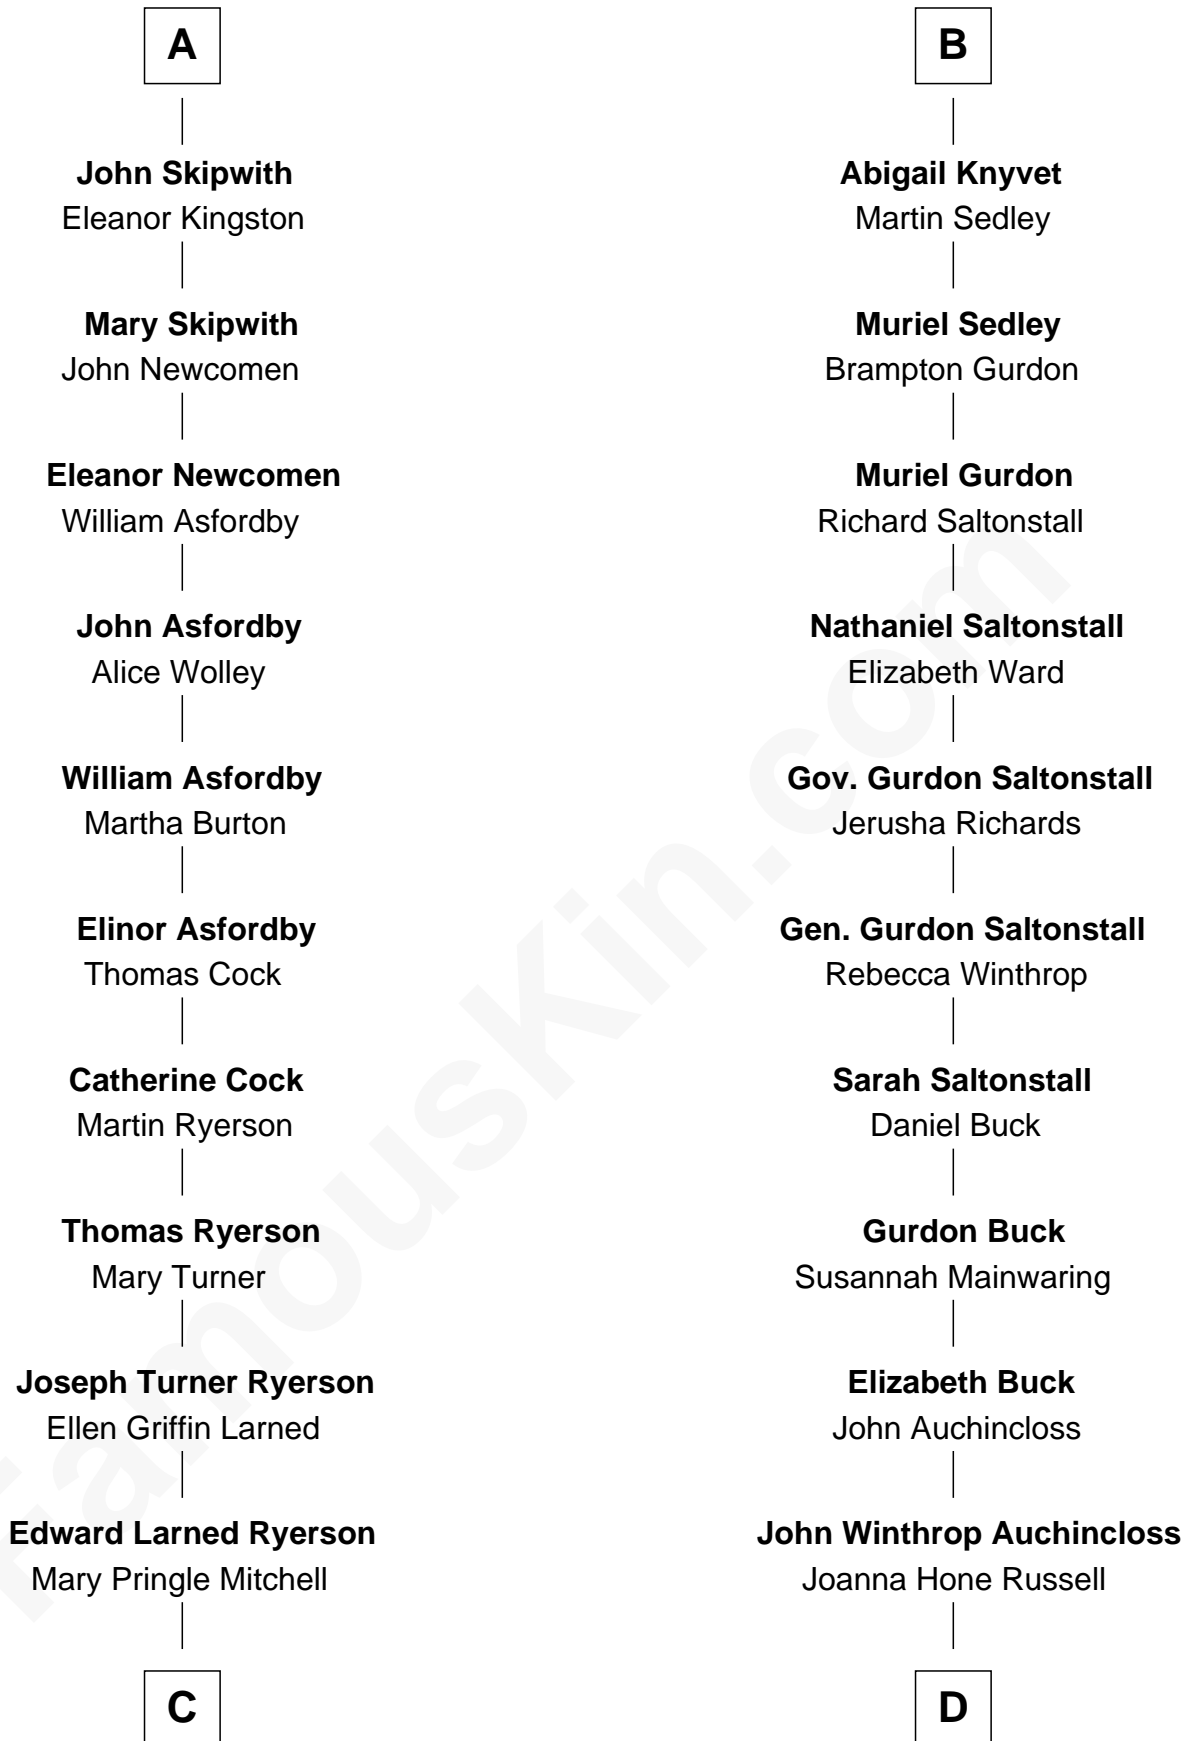 A
John Skipwith
Eleanor Kingston
Mary Skipwith
John Newcomen
Eleanor Newcomen
William Asfordby
John Asfordby
Alice Wolley
William Asfordby
Martha Burton
Elinor Asfordby
Thomas Cock
Catherine Cock
Martin Ryerson
Thomas Ryerson
Mary Turner
Joseph Turner Ryerson
Ellen Griffin Larned
Edward Larned Ryerson
Mary Pringle Mitchell
C
B
Abigail Knyvet
Martin Sedley
Muriel Sedley
Brampton Gurdon
Muriel Gurdon
Richard Saltonstall
Nathaniel Saltonstall
Elizabeth Ward
Gov. Gurdon Saltonstall
Jerusha Richards
Gen. Gurdon Saltonstall
Rebecca Winthrop
Sarah Saltonstall
Daniel Buck
Gurdon Buck
Susannah Mainwaring
Elizabeth Buck
John Auchincloss
John Winthrop Auchincloss
Joanna Hone Russell
D
FamousKin.com